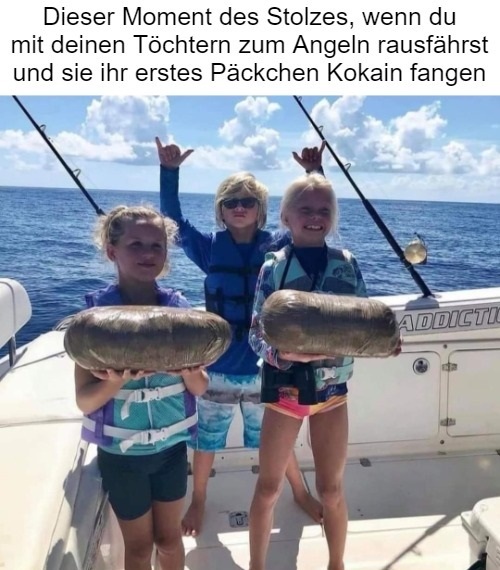 Dieser Moment des Stolzes, wenn du
mit deinen Töchtern zum Angeln rausfährst
und sie ihr erstes Päckchen Kokain fangen
ADDICTI